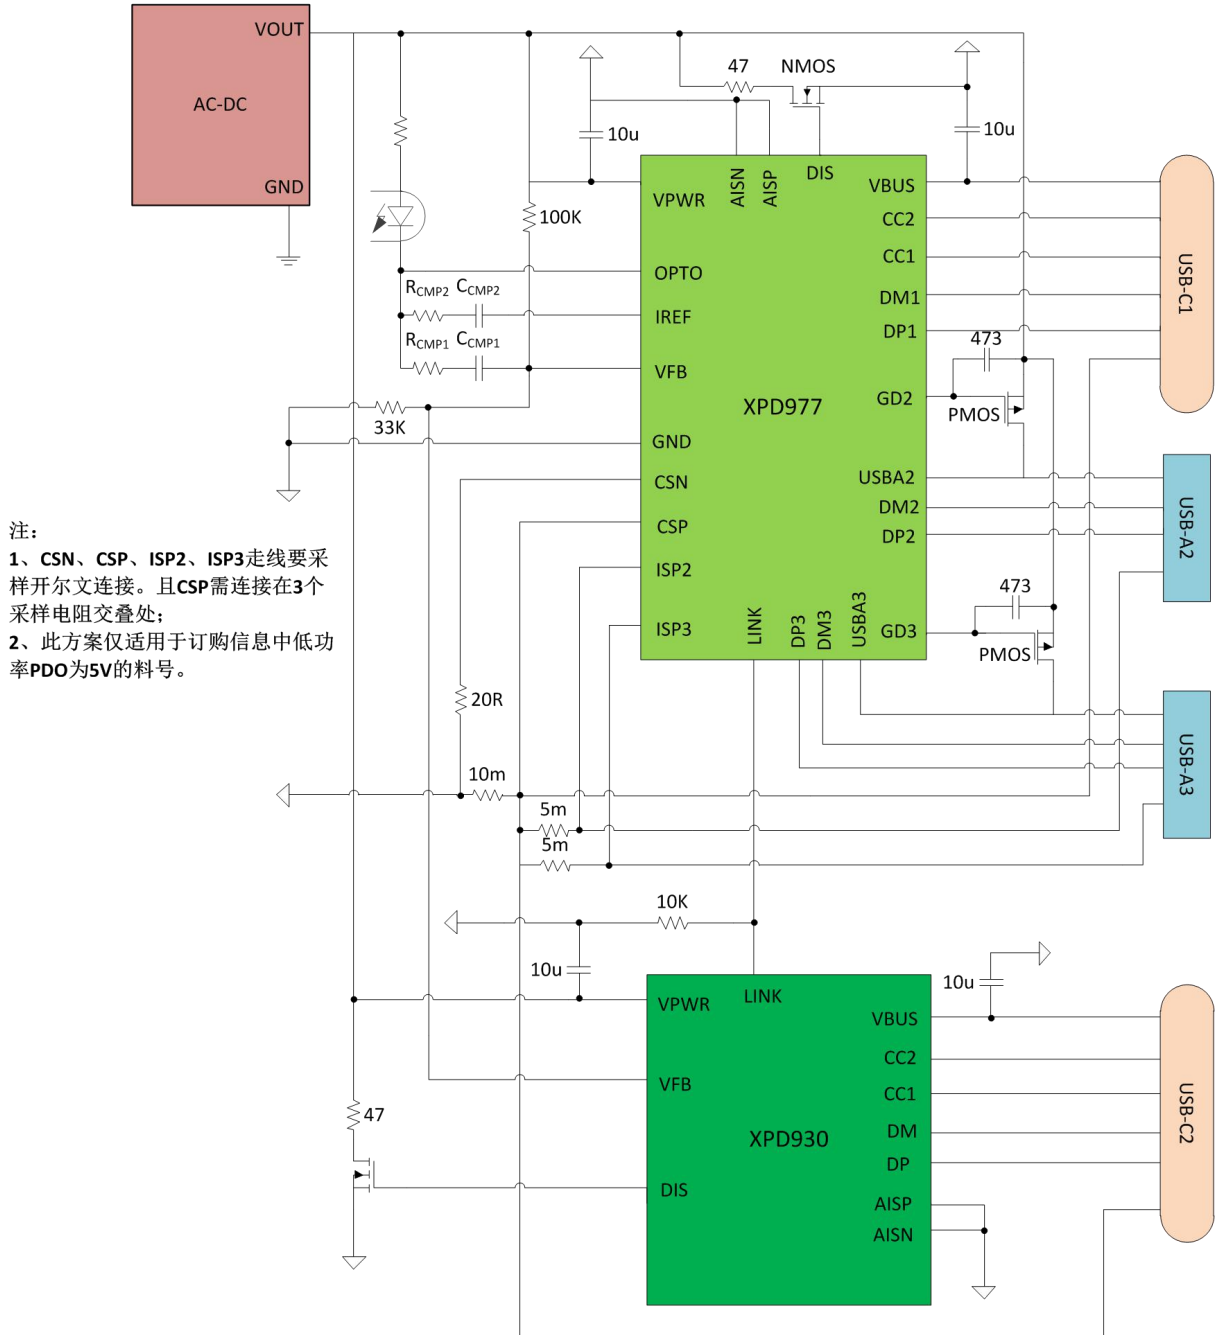 VOUT
AC-DC
GND
47
NMOS
10u
10u
100K
VPWR
AISN
AISP
DIS
VBUS
CC2
CC1
DM1
DP1
OPTO
IREF
VFB
GND
CSN
CSP
ISP2
ISP3
XPD977
GD2
USBA2
DM2
DP2
GD3
LINK
DP3
DM3
USBA3
RCMP2 CCMP2
RCMP1 CCMP1
33K
473
PMOS
473
PMOS
USB-C1
USB-A2
USB-A3
注：
1、CSN、CSP、ISP2、ISP3走线要采
样开尔文连接。且CSP需连接在3个
采样电阻交叠处；
2、此方案仅适用于订购信息中低功
率PDO为5V的料号。
20R
10m
5m
5m
10K
10u
10u
LINK
VPWR
VFB
DIS
XPD930
VBUS
CC2
CC1
DM
DP
AISP
AISN
47
USB-C2